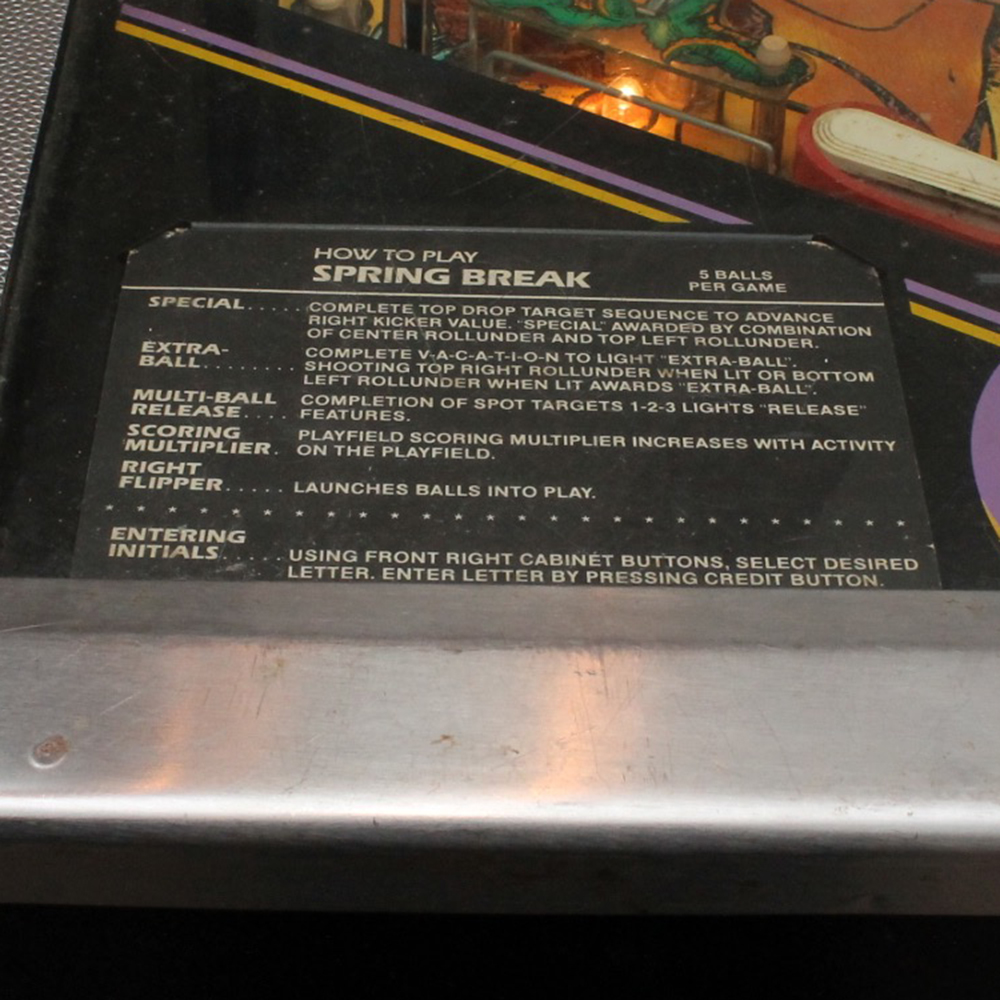 HOW TO PLAY
SPRING BREAK
5 BALLS
PER GAME
SPECIAL.....COMPLETE TOP DROP TARGET SEQUENCE TO ADVANCE
RIGHT KICKER VALUE. "SPECIAL" AWARDED BY COMBINATION
OF CENTER ROLLUNDER AND TOP LEFT ROLLUNDER.
EXTRA-
BALL........COMPLETE V-A-C-A-T-I-O-N TO LIGHT "EXTRA-BALL".
SHOOTING TOP RIGHT ROLLUNDER WHEN LIT OR BOTTOM
LEFT ROLLUNDER WHEN LIT AWARDS "EXTRA-BALL".
MULTI-BALL
RELEASE.... COMPLETION OF SPOT TARGETS 1-2-3 LIGHTS "RELEASE"
FEATURES.
SCORING
MULTIPLIER. PLAYFIELD SCORING MULTIPLIER INCREASES WITH ACTIVITY
ON THE PLAYFIELD.
RIGHT
FLIPPER..... LAUNCHES BALLS INTO PLAY.
* * * * * * * * * * * * * * * * * * * * * * * * * *
ENTERING
INITIALS.....USING FRONT RIGHT CABINET BUTTONS, SELECT DESIRED
LETTER. ENTER LETTER BY PRESSING CREDIT BUTTON.